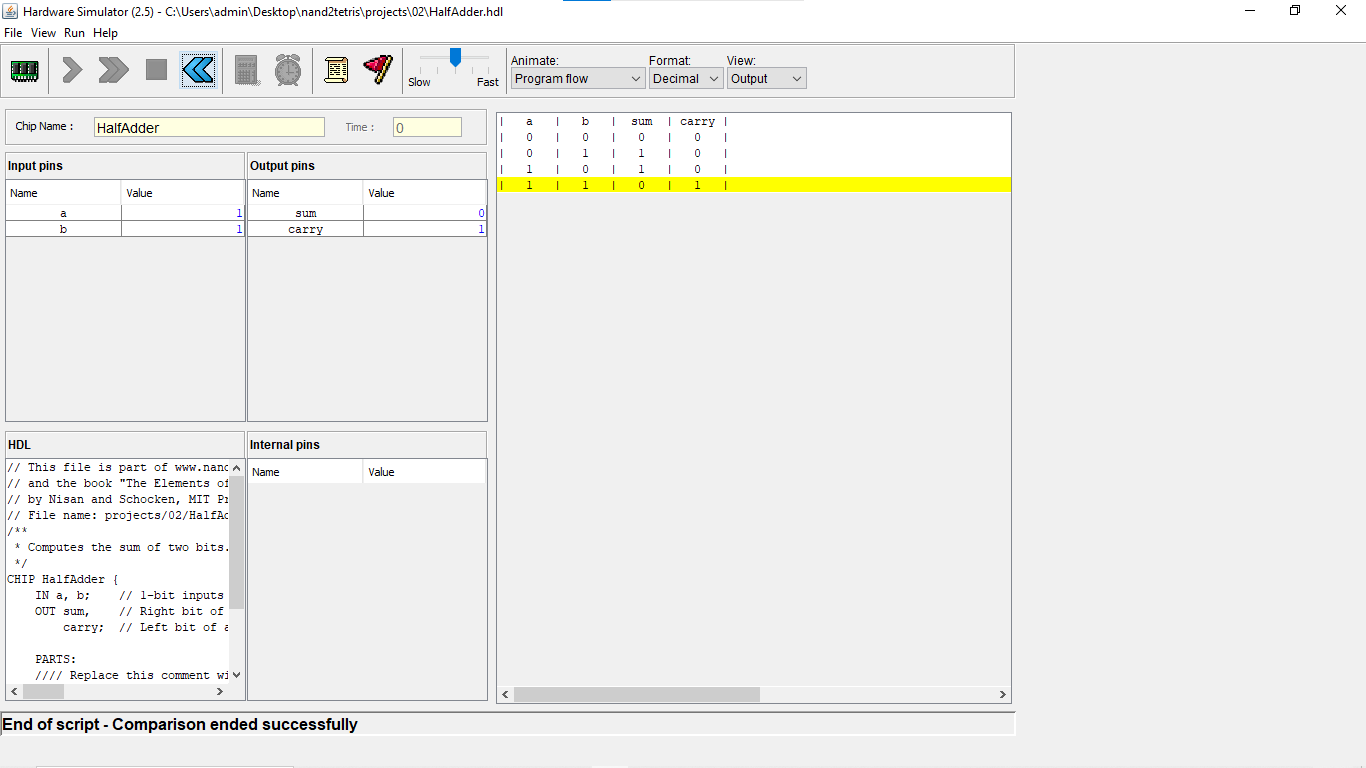 Hardware Simulator (2.5) - C:\Users\admin\Desktop\nand2tetris\projects\02\HalfAdder.hdl
File View Run Help
Slow Fast
Animate: Format: View:
Program flow Decimal Output
Chip Name : HalfAdder Time : 0
Input pins
Name Value
a 1
b 1
Output pins
Name Value
sum 0
carry 1
HDL
// This file is part of www.nand
// and the book "The Elements of
// by Nisan and Schocken, MIT Pr
// File name: projects/02/HalfAd
/**
 * Computes the sum of two bits.
 */
CHIP HalfAdder {
    IN a, b;    // 1-bit inputs
    OUT sum,    // Right bit of
        carry;  // Left bit of a
    PARTS:
    //// Replace this comment wi
Internal pins
Name Value
| a | b | sum | carry |
| 0 | 0 | 0 | 0 |
| 0 | 1 | 1 | 0 |
| 1 | 0 | 1 | 0 |
| 1 | 1 | 0 | 1 |
End of script - Comparison ended successfully